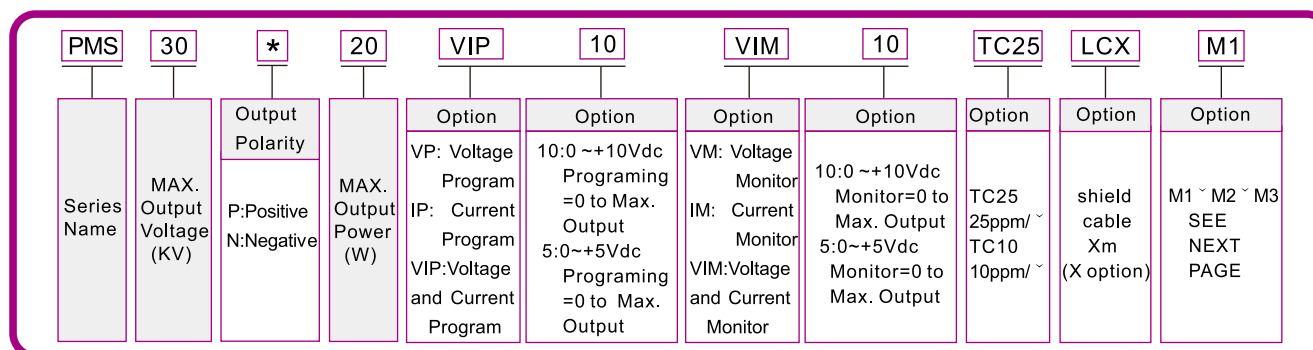 PMS 30 * 20 VIP 10 VIM 10 TC25 LCX M1
Series
Name
MAX.
Output
Voltage
(KV)
Output
Polarity
P:Positive
N:Negative
MAX.
Output
Power
(W)
Option
VP: Voltage
Program
IP: Current
Program
VIP:Voltage
and Current
Program
Option
10:0 ~+10Vdc
Programing
=0 to Max.
Output
5:0~+5Vdc
Programing
=0 to Max.
Output
Option
VM: Voltage
Monitor
IM: Current
Monitor
VIM:Voltage
and Current
Monitor
Option
10:0 ~+10Vdc
Monitor=0 to
Max. Output
5:0~+5Vdc
Monitor=0 to
Max. Output
Option
TC25
25ppm/ ˇ
TC10
10ppm/ ˇ
Option
shield
cable
Xm
(X option)
Option
M1 ˇ M2 ˇ M3
SEE
NEXT
PAGE